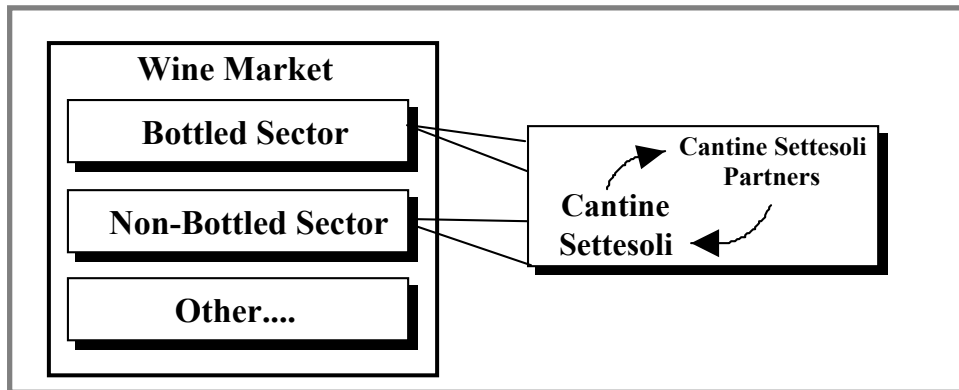 Wine Market
Bottled Sector
Non-Bottled Sector
Other....
Cantine Settesoli
Partners
Cantine
Settesoli